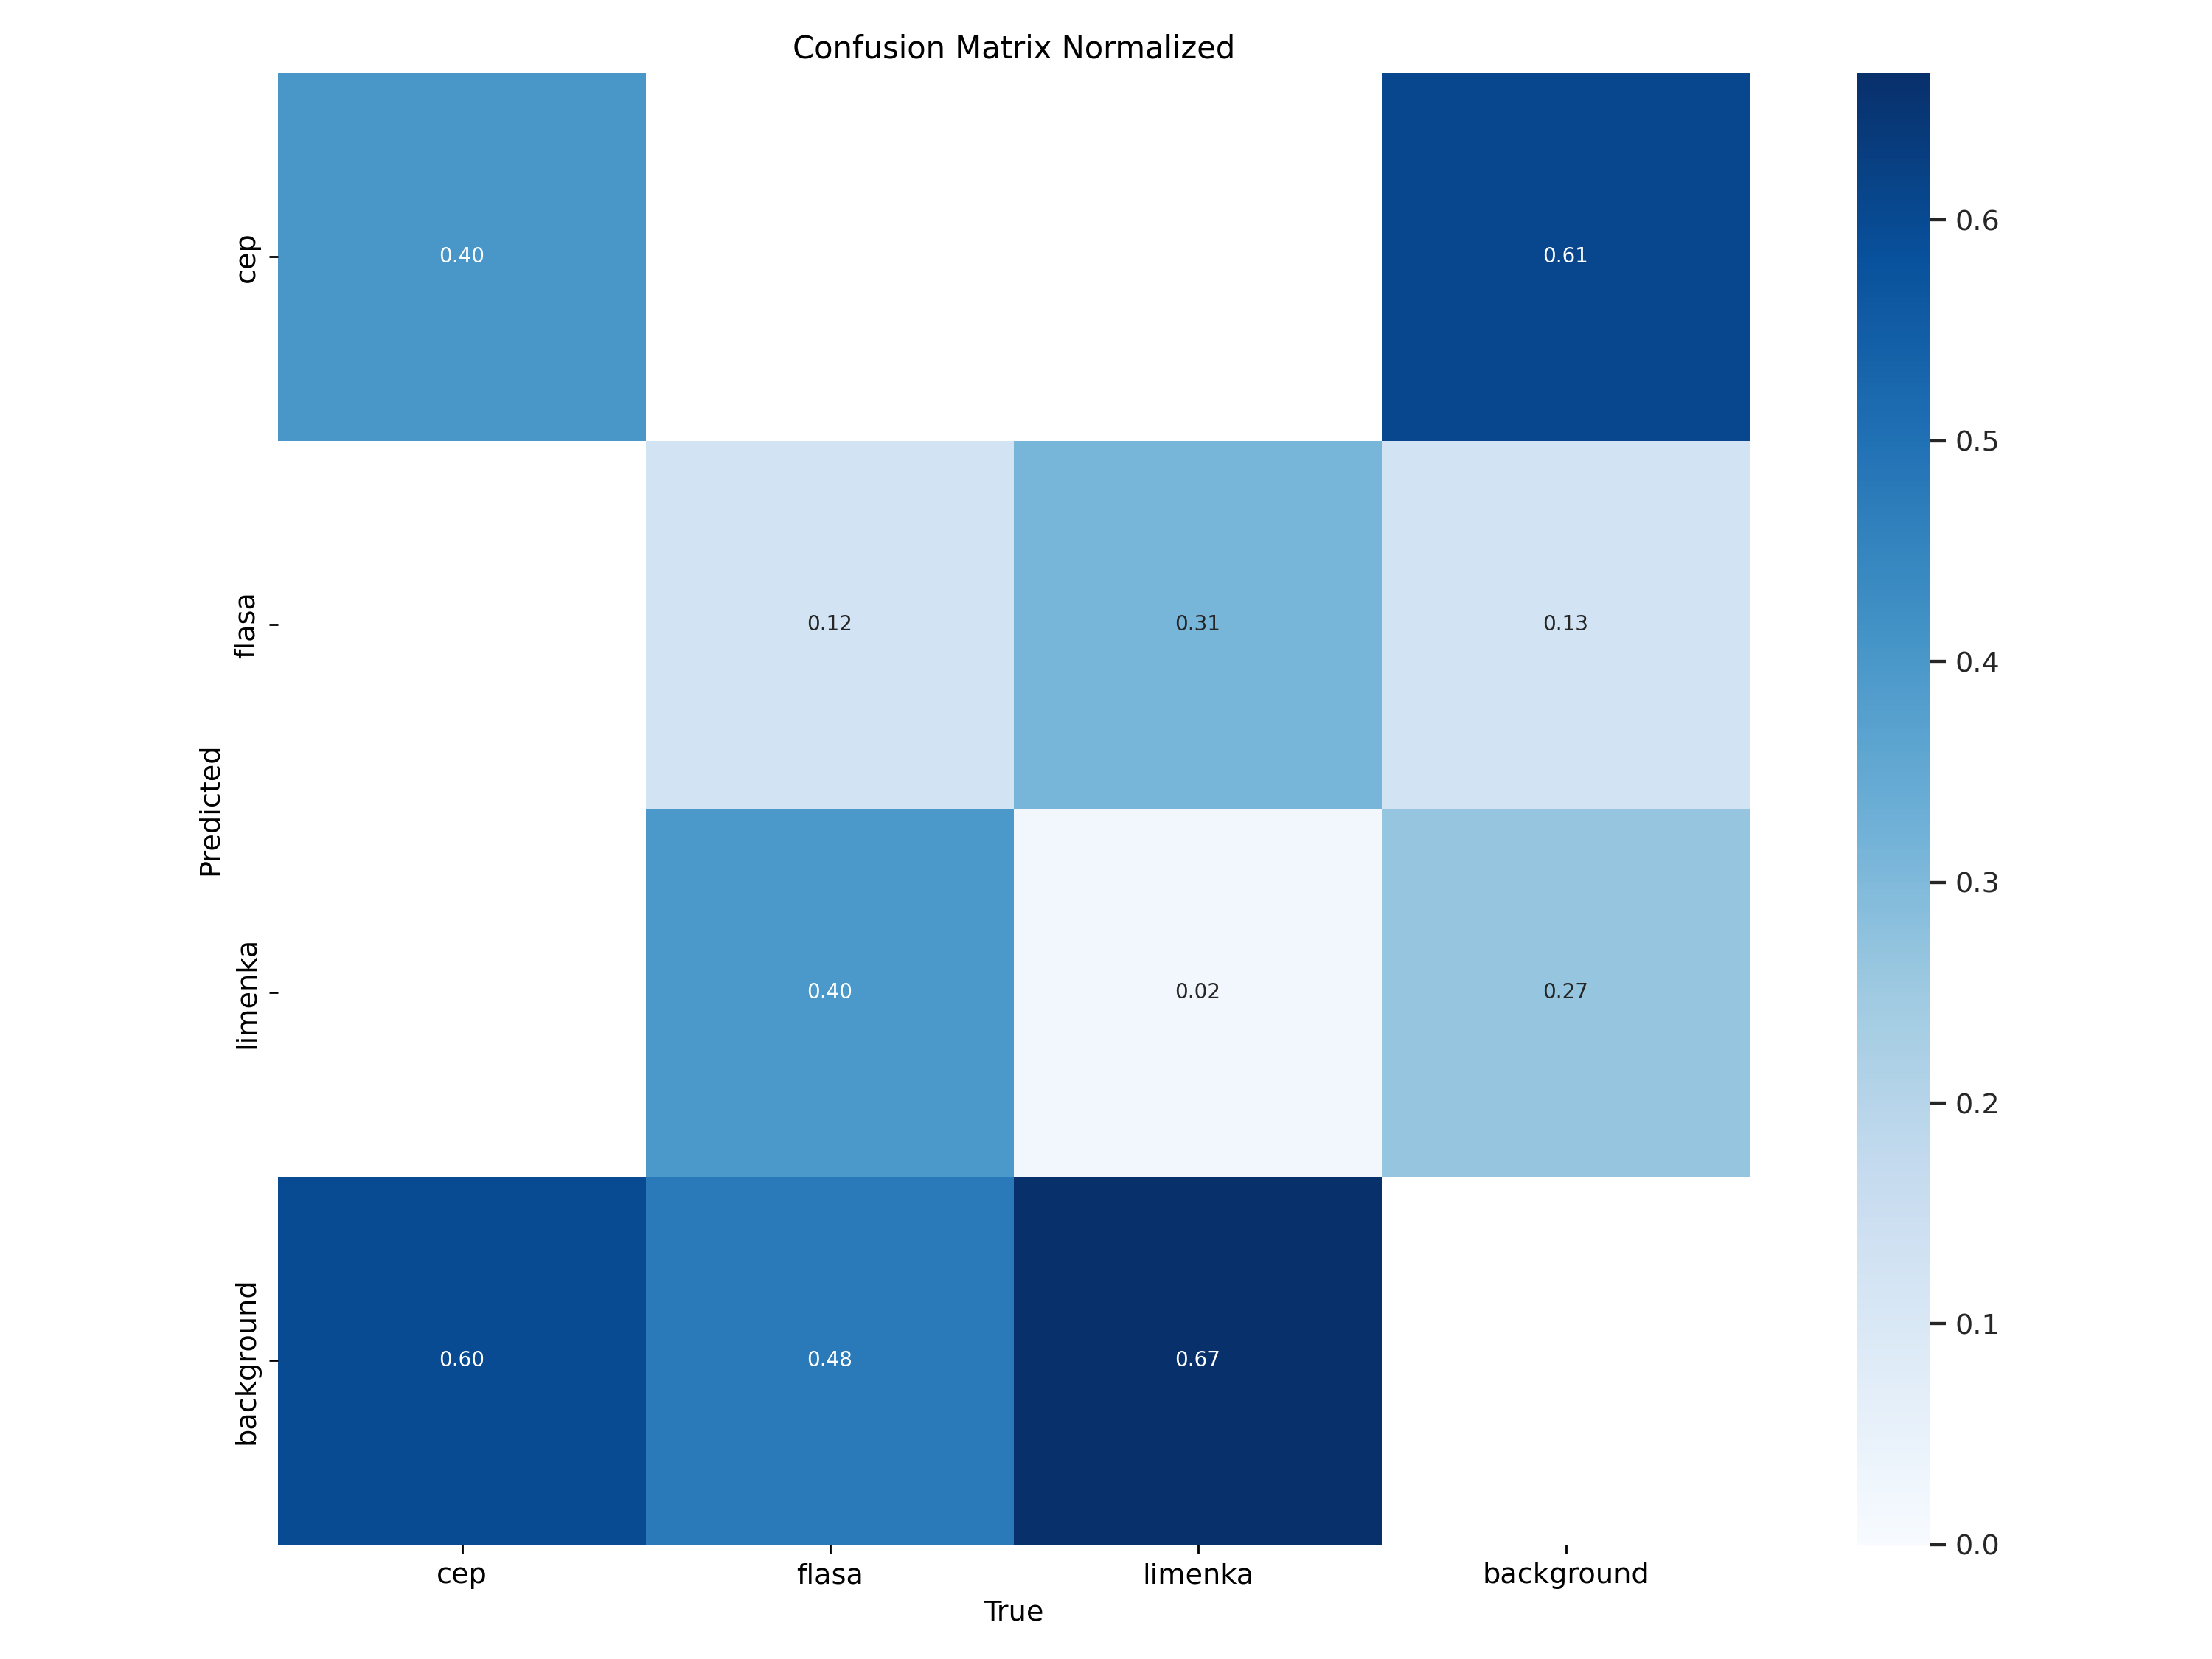 Confusion Matrix Normalized
cep
0.40
0.61
flasa
0.12
0.31
0.13
limenka
0.40
0.02
0.27
background
0.60
0.48
0.67
Predicted
cep
flasa
limenka
background
True
0.6
0.5
0.4
0.3
0.2
0.1
0.0